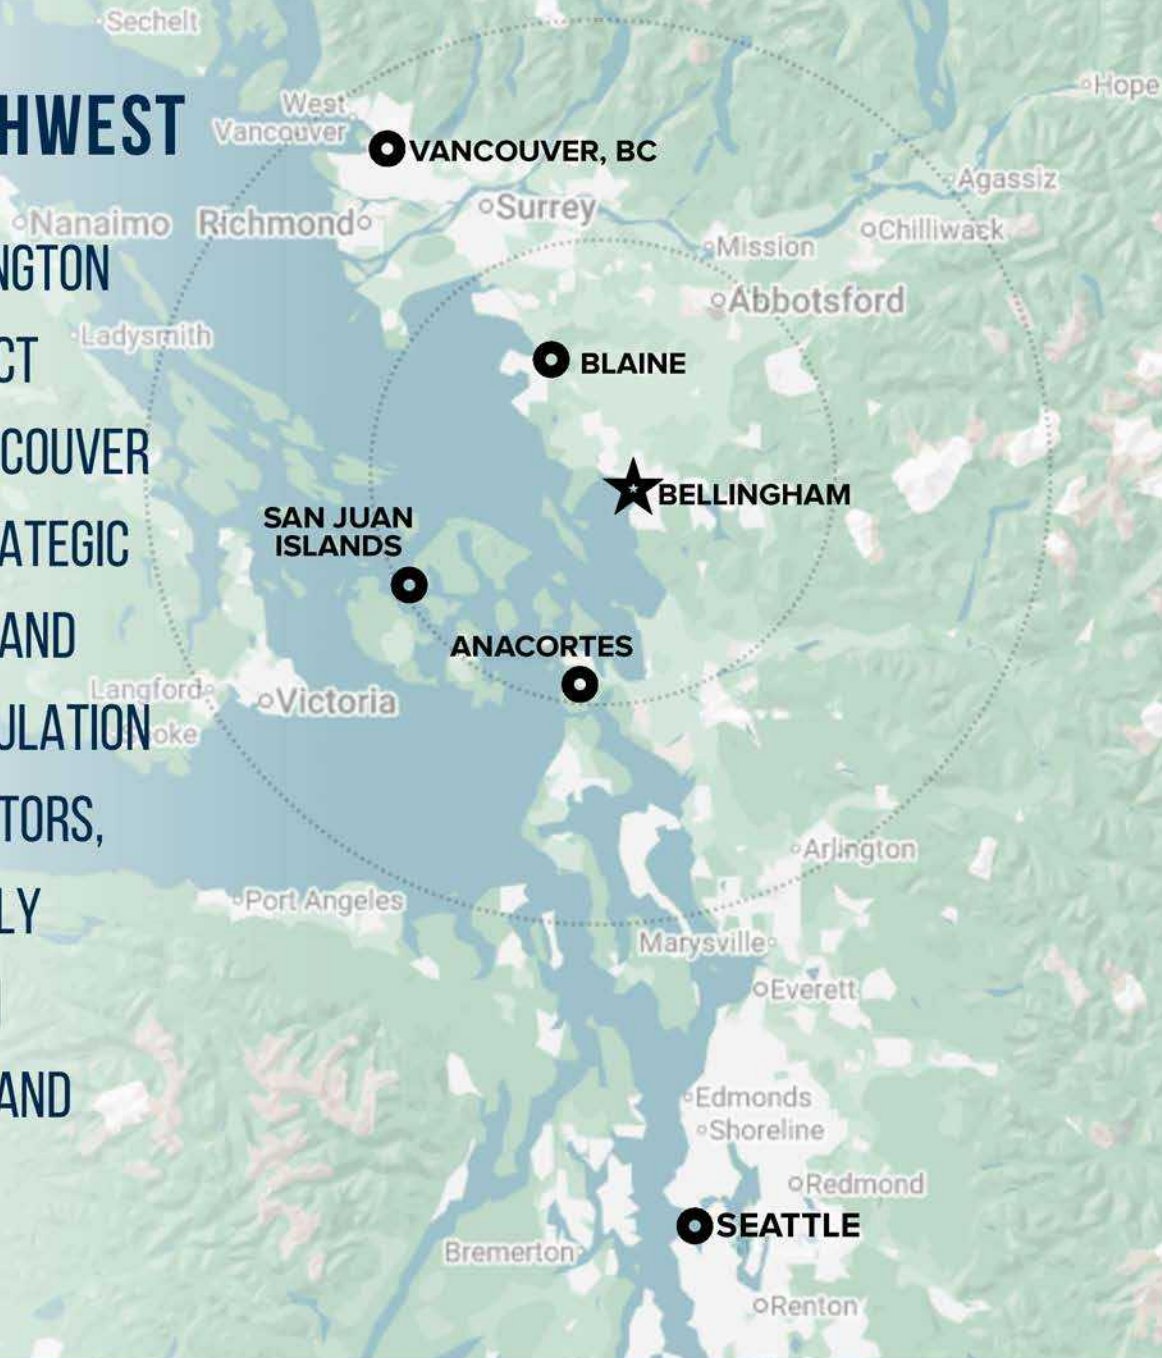 Sechelt
Hope
HWEST
West
Vancouver
VANCOUVER, BC
Agassiz
Nanaimo
Richmond
Surrey
Chilliwack
Mission
NGTON
Abbotsford
Ladysmith
CT
BLAINE
COUVER
BELLINGHAM
SAN JUAN
ISLANDS
ATEGIC
AND
ANACORTES
Langford
Victoria
ULATION
Sooke
TORS,
Arlington
LY
Port Angeles
Marysville
Everett
AND
Edmonds
Shoreline
Redmond
SEATTLE
Bremerton
Renton